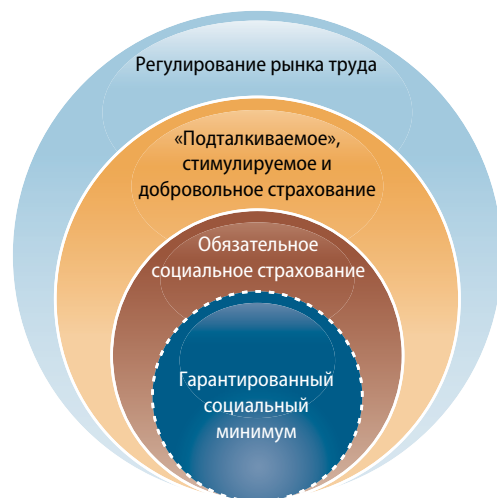 Регулирование рынка труда
«Подталкиваемое»,
стимулируемое и
добровольное страхование
Обязательное
социальное страхование
Гарантированный
социальный
минимум